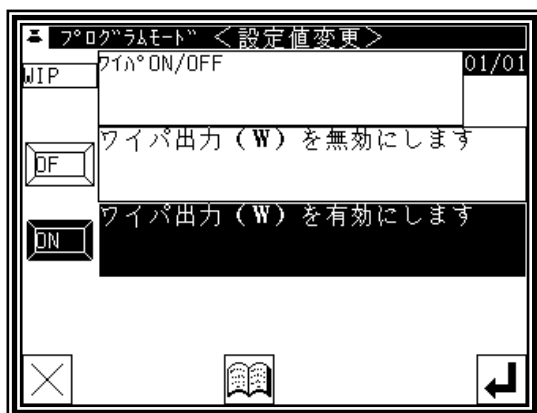 ﾌﾟﾛｸﾞﾗﾑﾓｰﾄﾞ ＜設定値変更＞
WIP
ﾜｲﾊﾟON/OFF
01/01
OF
ワイパ出力（W）を無効にします
ON
ワイパ出力（W）を有効にします